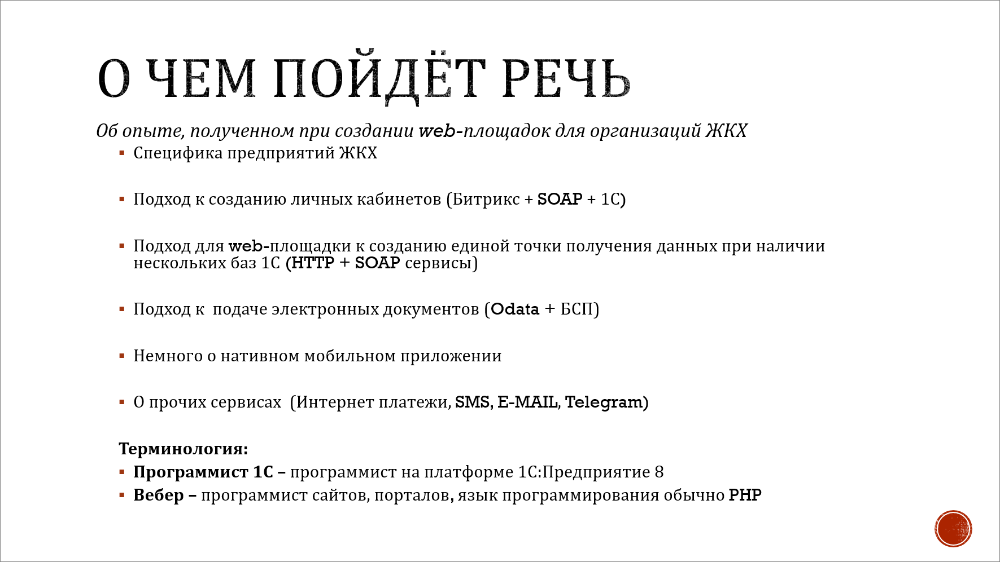 О ЧЕМ ПОЙДЁТ РЕЧЬ
Об опыте, полученном при создании web-площадок для организаций ЖКХ
▪ Специфика предприятий ЖКХ
▪ Подход к созданию личных кабинетов (Битрикс + SOAP + 1С)
▪ Подход для web-площадки к созданию единой точки получения данных при наличии
нескольких баз 1С (HTTP + SOAP сервисы)
▪ Подход к  подаче электронных документов (Odata + БСП)
▪ Немного о нативном мобильном приложении
▪ О прочих сервисах  (Интернет платежи, SMS, E-MAIL, Telegram)
Терминология:
▪ Программист 1С – программист на платформе 1С:Предприятие 8
▪ Вебер – программист сайтов, порталов, язык программирования обычно PHP